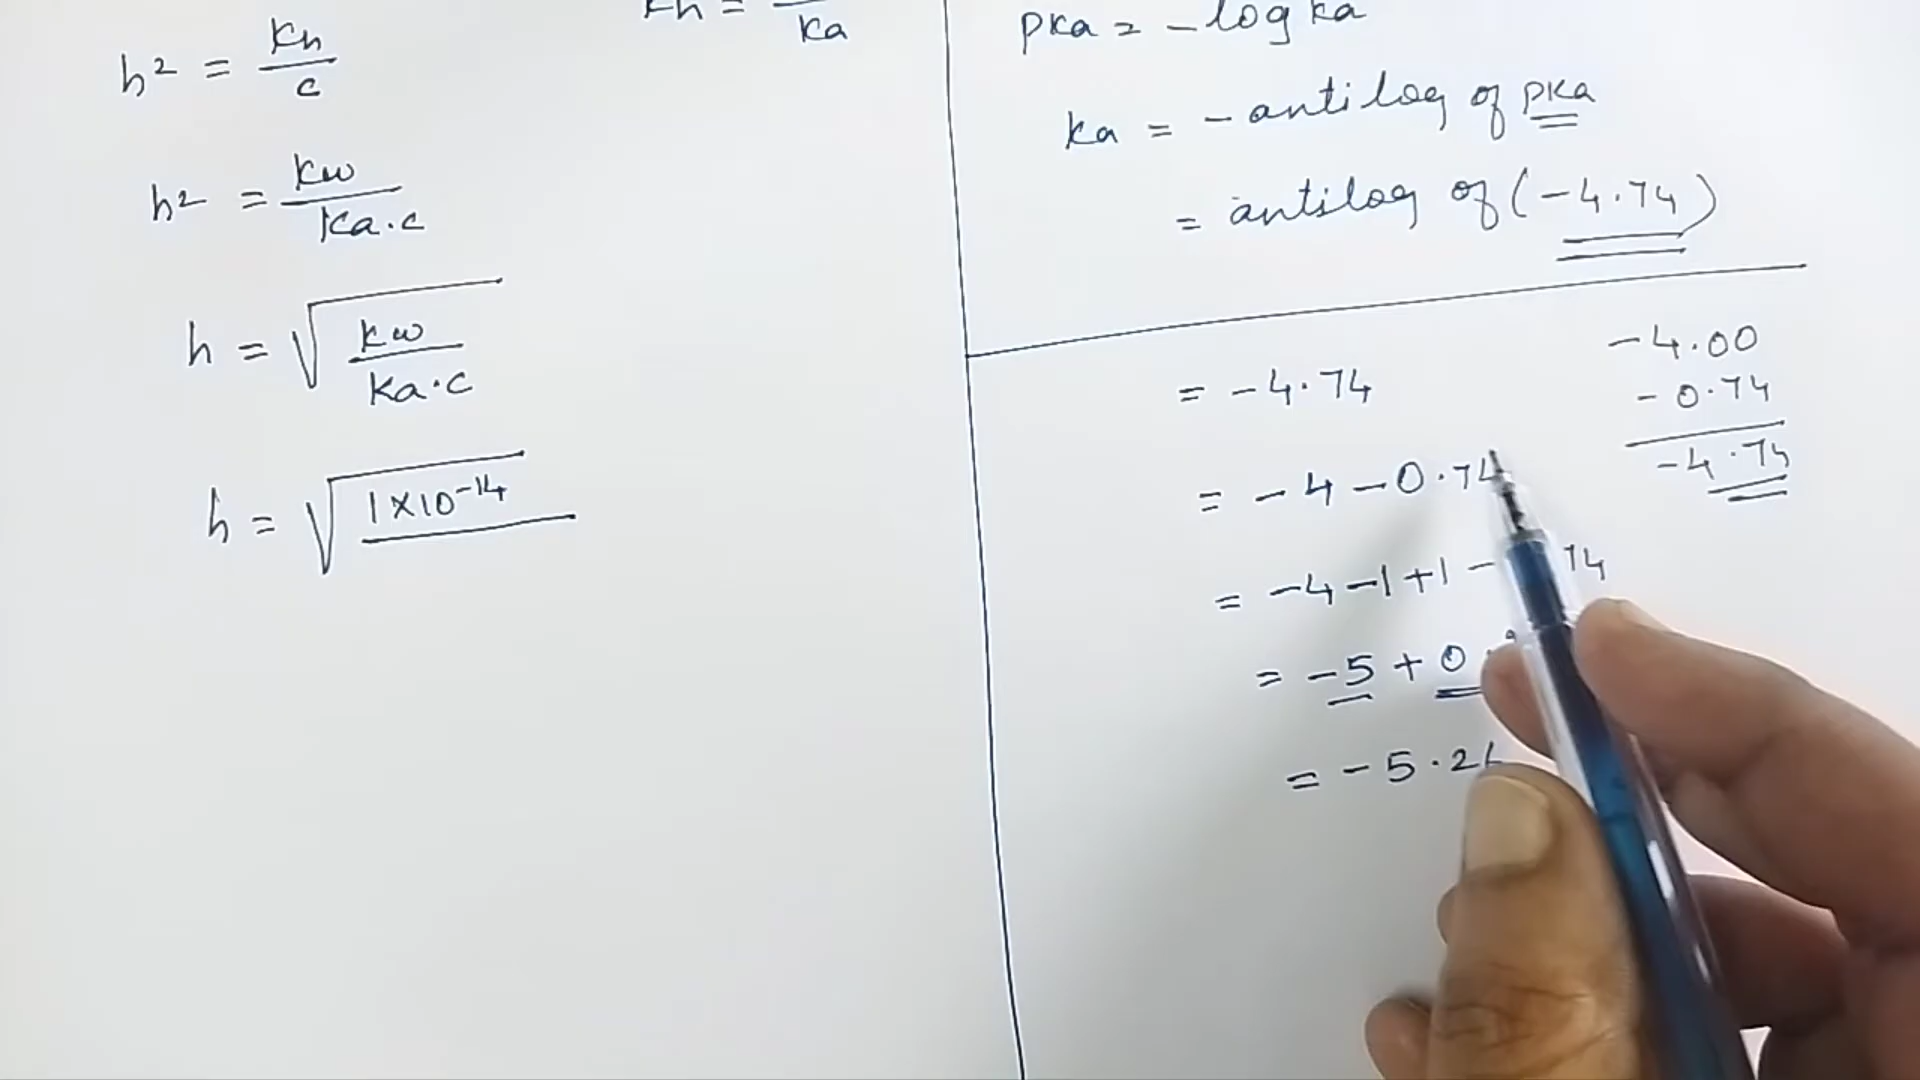 h² = Kh/c
Kh = /Ka
h² = Kw/Ka.c
h = √Kw/Ka.c
h = √1×10⁻¹⁴
pKa = -log Ka
Ka = -antilog of pKa
= antilog of (-4.74)
= -4.74
= -4-0.74
= -4-1+1- 74
= -5+0.
= -5.26
-4.00
-0.74
-4.74